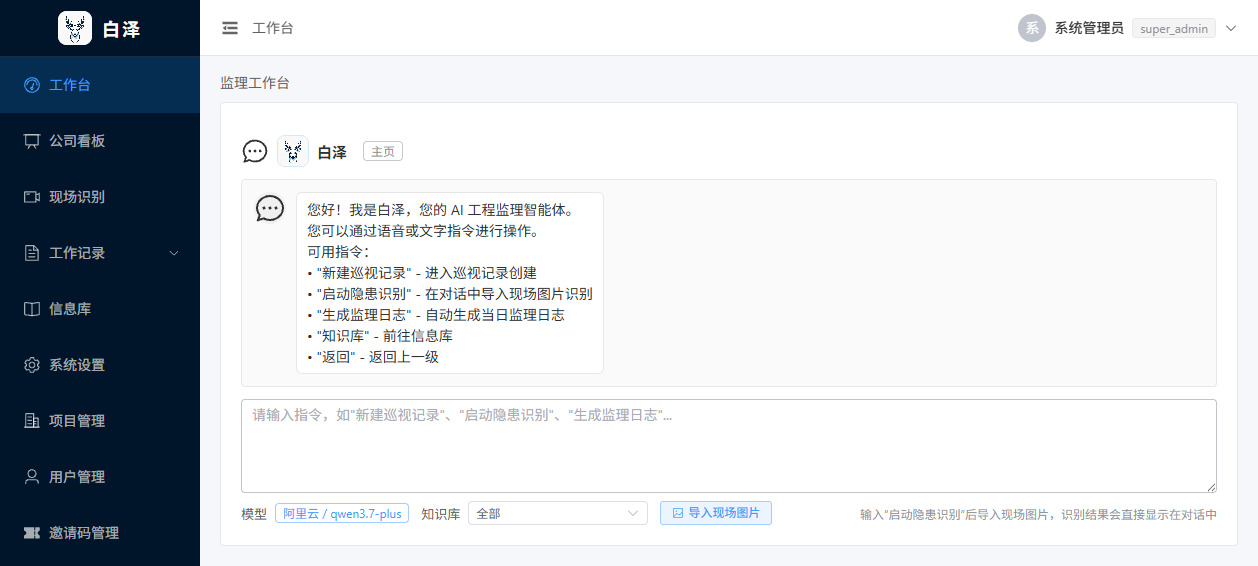 白泽
工作台
公司看板
现场识别
工作记录
信息库
系统设置
项目管理
用户管理
邀请码管理
工作台
系 系统管理员 super_admin
监理工作台
白泽 主页
您好！我是白泽，您的 AI 工程监理智能体。
您可以通过语音或文字指令进行操作。
可用指令：
• "新建巡视记录" - 进入巡视记录创建
• "启动隐患识别" - 在对话中导入现场图片识别
• "生成监理日志" - 自动生成当日监理日志
• "知识库" - 前往信息库
• "返回" - 返回上一级
请输入指令，如"新建巡视记录"、"启动隐患识别"、"生成监理日志"...
模型 阿里云 / qwen3.7-plus 知识库 全部 导入现场图片 输入"启动隐患识别"后导入现场图片，识别结果会直接显示在对话中